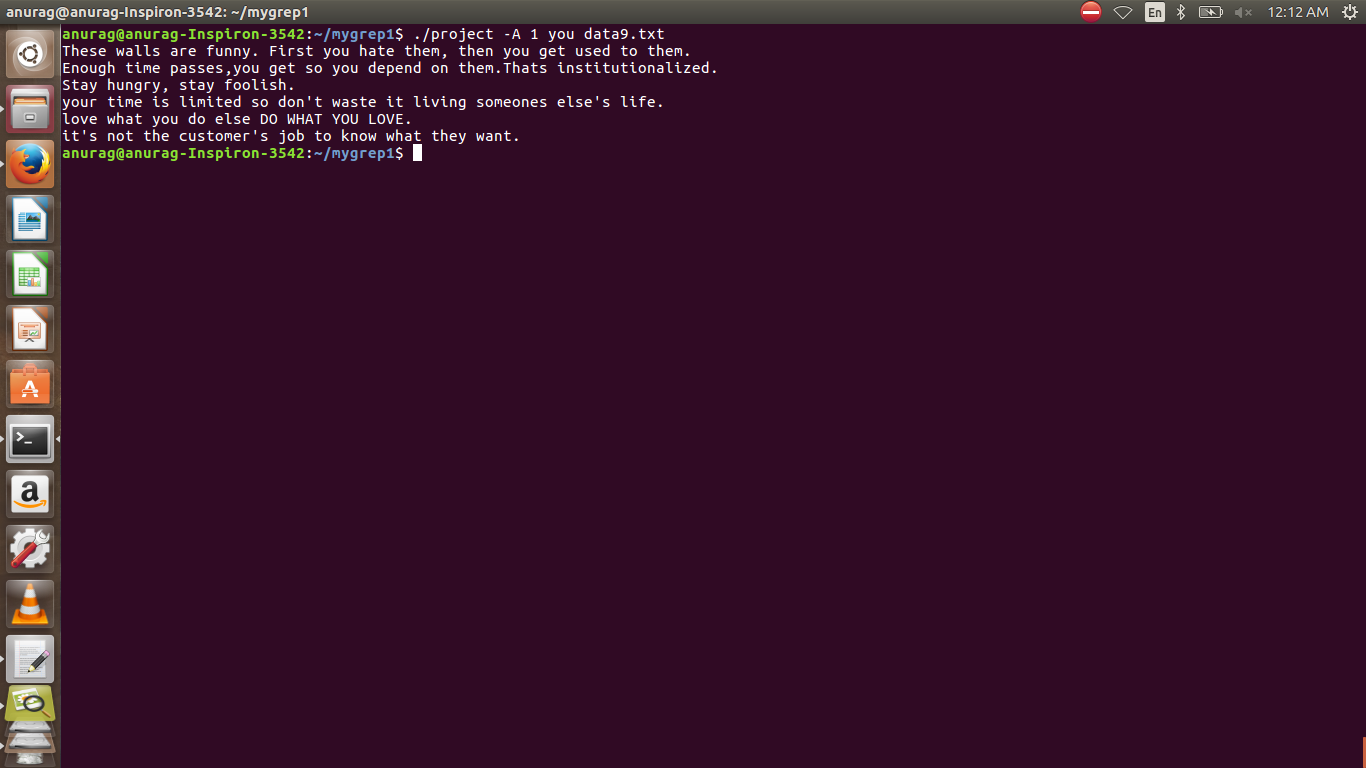 anurag@anurag-Inspiron-3542: ~/mygrep1
En
12:12 AM
anurag@anurag-Inspiron-3542:~/mygrep1$ ./project -A 1 you data9.txt
These walls are funny. First you hate them, then you get used to them.
Enough time passes,you get so you depend on them.Thats institutionalized.
Stay hungry, stay foolish.
your time is limited so don't waste it living someones else's life.
love what you do else DO WHAT YOU LOVE.
it's not the customer's job to know what they want.
anurag@anurag-Inspiron-3542:~/mygrep1$